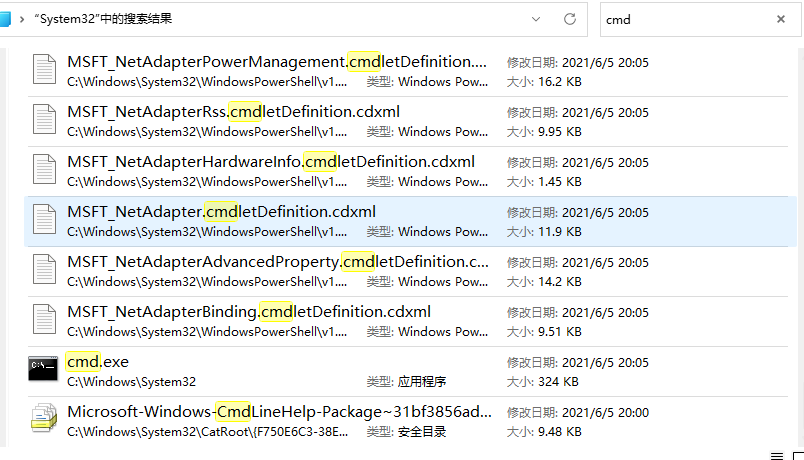 “System32”中的搜索结果
cmd
MSFT_NetAdapterPowerManagement.cmdletDefinition....
修改日期: 2021/6/5 20:05
C:\Windows\System32\WindowsPowerShell\v1....
类型: Windows Pow...
大小: 16.2 KB
MSFT_NetAdapterRss.cmdletDefinition.cdxml
修改日期: 2021/6/5 20:05
C:\Windows\System32\WindowsPowerShell\v1....
类型: Windows Pow...
大小: 9.95 KB
MSFT_NetAdapterHardwareInfo.cmdletDefinition.cdxml
修改日期: 2021/6/5 20:05
C:\Windows\System32\WindowsPowerShell\v1....
类型: Windows Pow...
大小: 1.45 KB
MSFT_NetAdapter.cmdletDefinition.cdxml
修改日期: 2021/6/5 20:05
C:\Windows\System32\WindowsPowerShell\v1....
类型: Windows Pow...
大小: 11.9 KB
MSFT_NetAdapterAdvancedProperty.cmdletDefinition.c...
修改日期: 2021/6/5 20:05
C:\Windows\System32\WindowsPowerShell\v1....
类型: Windows Pow...
大小: 14.2 KB
MSFT_NetAdapterBinding.cmdletDefinition.cdxml
修改日期: 2021/6/5 20:05
C:\Windows\System32\WindowsPowerShell\v1....
类型: Windows Pow...
大小: 9.51 KB
cmd.exe
修改日期: 2021/6/5 20:05
C:\Windows\System32
类型: 应用程序
大小: 324 KB
Microsoft-Windows-CmdLineHelp-Package~31bf3856ad...
修改日期: 2021/6/5 20:00
C:\Windows\System32\CatRoot\{F750E6C3-38E...
类型: 安全目录
大小: 9.48 KB